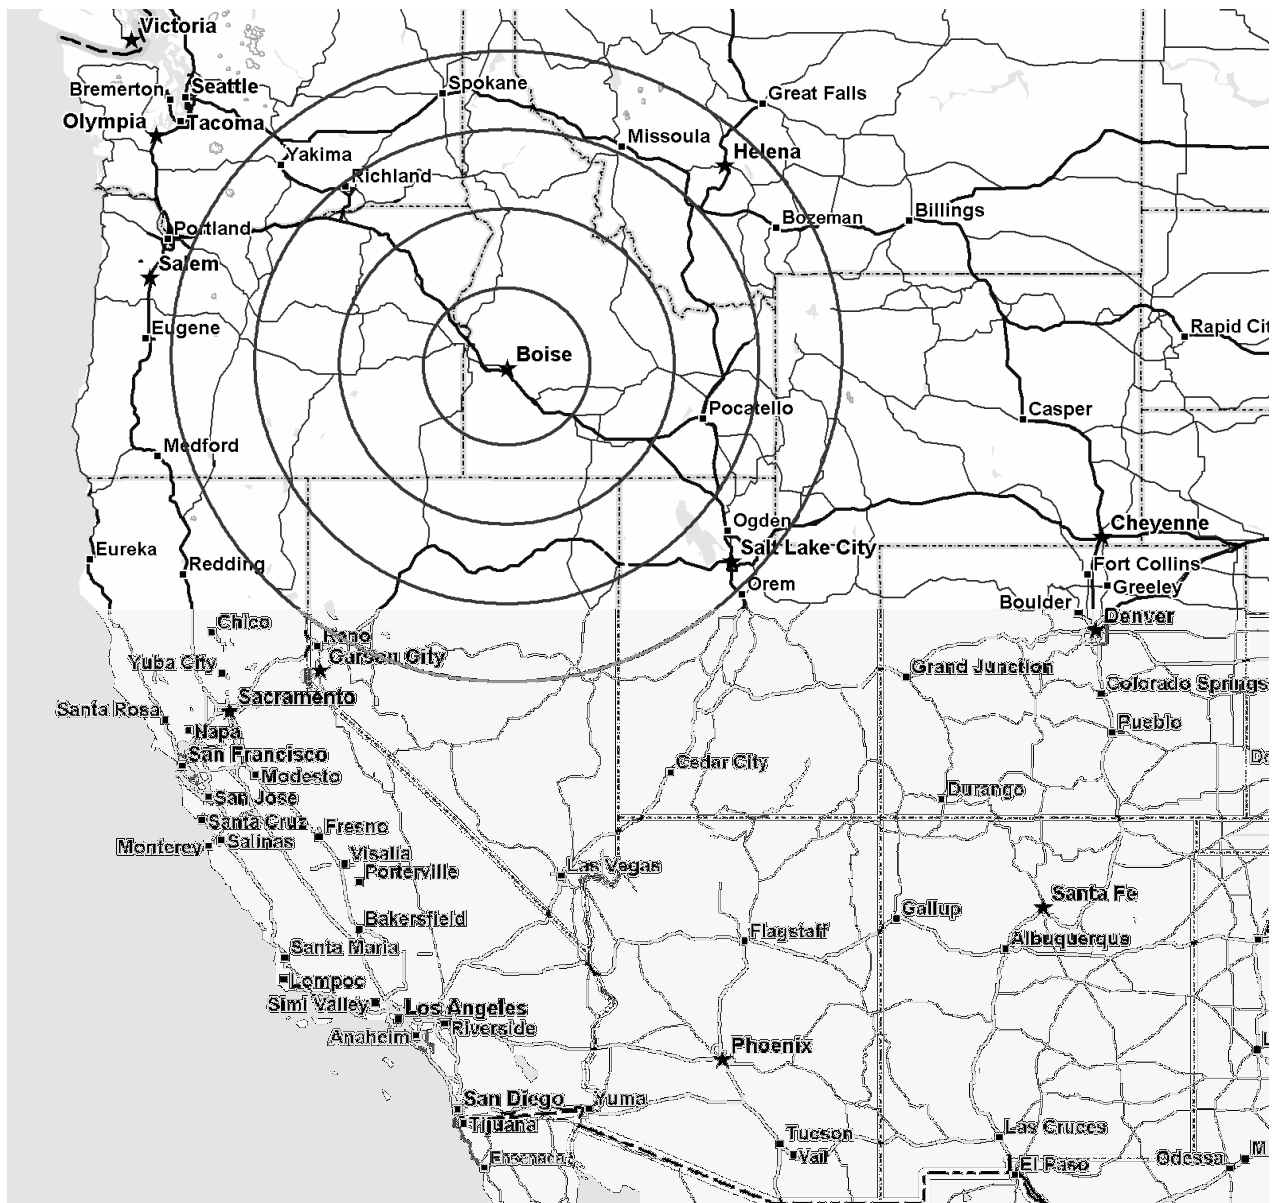 Victoria
Bremerton
Seattle
Olympia
Tacoma
Spokane
Great Falls
Missoula
Helena
Yakima
Richland
Portland
Bozeman
Billings
Salem
Eugene
Rapid Cit
Boise
Pocatello
Casper
Medford
Ogden
Cheyenne
Eureka
Salt Lake City
Redding
Fort Collins
Orem
Greeley
Boulder
Denver
Chico
Reno
Carson City
Yuba City
Grand Junction
Colorado Springs
Sacramento
Santa Rosa
Napa
Pueblo
San Francisco
Modesto
Cedar City
Do
San Jose
Durango
Santa Cruz
Fresno
Salinas
Monterey
Visalia
Porterville
Las Vegas
Santa Fe
Gallup
Bakersfield
Flagstaff
Albuquerque
Santa Maria
Lompoc
Simi Valley
Los Angeles
Riverside
Anaheim
Phoenix
San Diego
Yuma
Tijuana
Las Cruces
Tucson
Vail
Ensenada
El Paso
Odessa
M